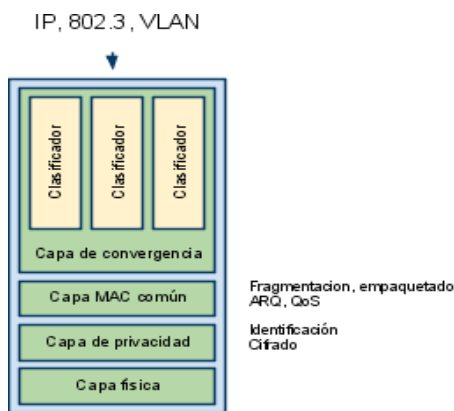 IP, 802.3, VLAN
Clasificador
Clasificador
Clasificador
Capa de convergencia
Capa MAC común
Fragmentacion, empaquetado
ARQ, QoS
Capa de privacidad
Identificación
Cifrado
Capa física